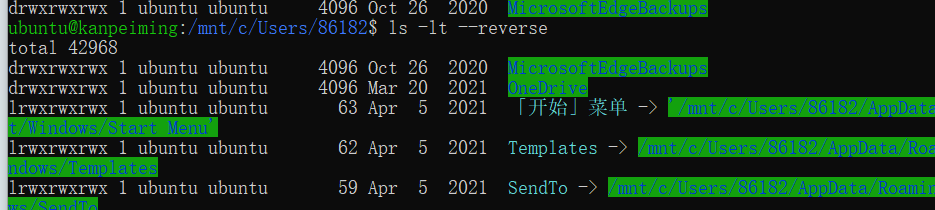 drwxrwxrwx 1 ubuntu ubuntu 4096 Oct 26 2020 MicrosoftEdgeBackups
ubuntu@kanpeiming:/mnt/c/Users/86182$ ls -lt --reverse
total 42968
drwxrwxrwx 1 ubuntu ubuntu 4096 Oct 26 2020 MicrosoftEdgeBackups
drwxrwxrwx 1 ubuntu ubuntu 4096 Mar 20 2021 OneDrive
lrwxrwxrwx 1 ubuntu ubuntu 63 Apr 5 2021 「开始」菜单 -> '/mnt/c/Users/86182/AppData
t/Windows/Start Menu'
lrwxrwxrwx 1 ubuntu ubuntu 62 Apr 5 2021 Templates -> /mnt/c/Users/86182/AppData/Roa
ndows/Templates
lrwxrwxrwx 1 ubuntu ubuntu 59 Apr 5 2021 SendTo -> /mnt/c/Users/86182/AppData/Roamin
ws/SendTo